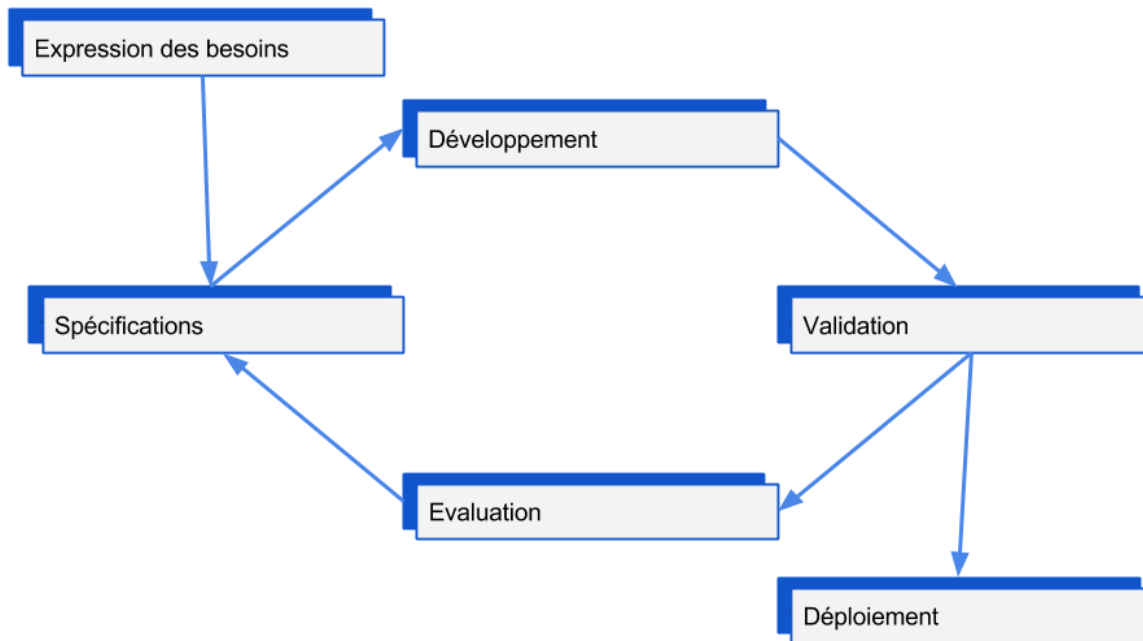 Expression des besoins
Développement
Spécifications
Validation
Evaluation
Déploiement